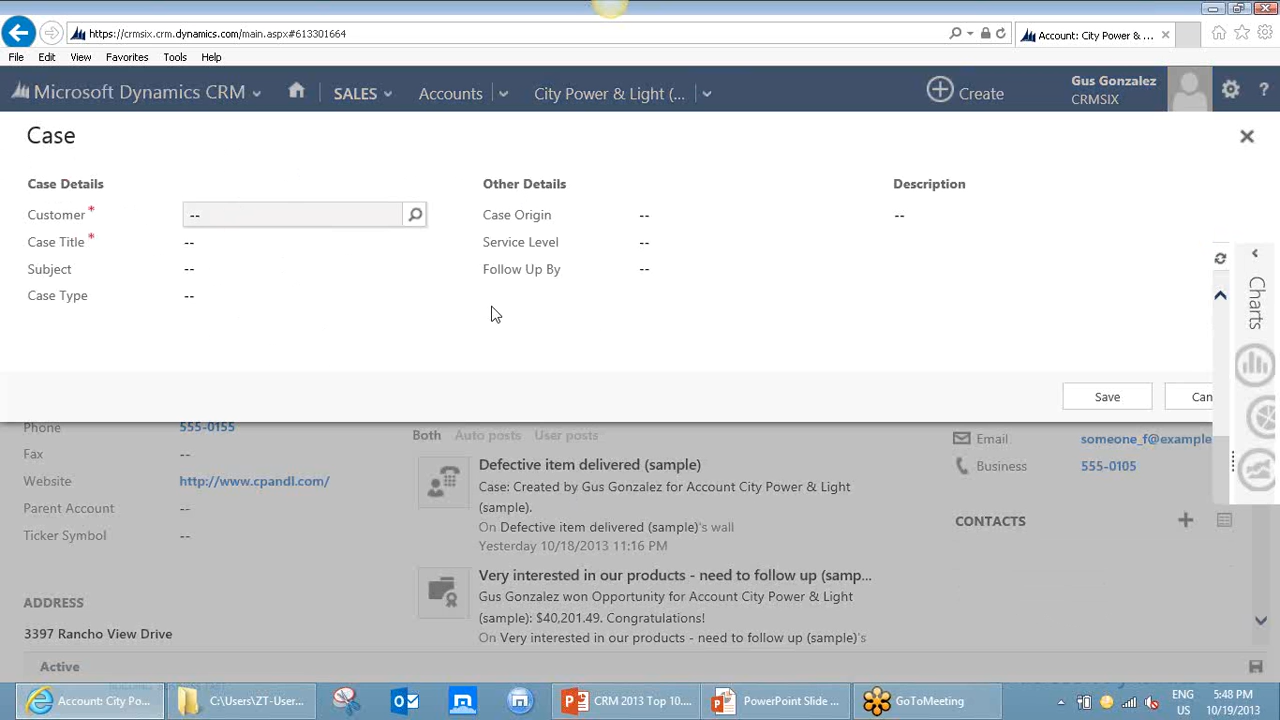 https://crmsix.crm.dynamics.com/main.aspx#613301664
Account: City Power & ...
File Edit View Favorites Tools Help
Microsoft Dynamics CRM SALES Accounts City Power & Light (... Create Gus Gonzalez
CRMSIX
?
Case
Case Details Other Details Description
Customer * -- Case Origin -- --
Case Title * -- Service Level --
Subject -- Follow Up By --
Case Type --
Charts
Save Can
Phone 555-0155 Both Auto posts User posts Email someone_f@example
Fax -- Defective item delivered (sample) Business 555-0105
Website http://www.cpandl.com/ Case: Created by Gus Gonzalez for Account City Power & Light
(sample).
Parent Account -- On Defective item delivered (sample)'s wall CONTACTS
Ticker Symbol -- Yesterday 10/18/2013 11:16 PM
Very interested in our products - need to follow up (samp...
ADDRESS Gus Gonzalez won Opportunity for Account City Power & Light
(sample): $40,201.49. Congratulations!
3397 Rancho View Drive On Very interested in our products - need to follow up (sample)'s
Active
Account: City Po... C:\Users\ZT-User... CRM 2013 Top 10.... PowerPoint Slide ... GoToMeeting ENG
US 5:48 PM
10/19/2013